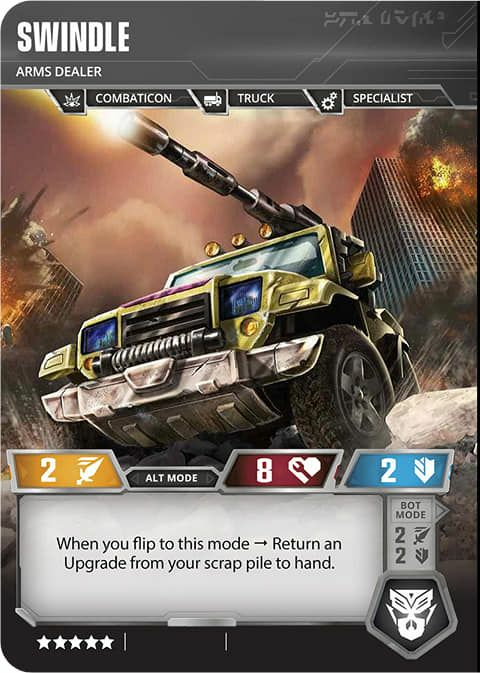 SWINDLE
ARMS DEALER
COMBATICON TRUCK SPECIALIST
2 ALT MODE 8 2
BOT
MODE
2
2
When you flip to this mode → Return an
Upgrade from your scrap pile to hand.